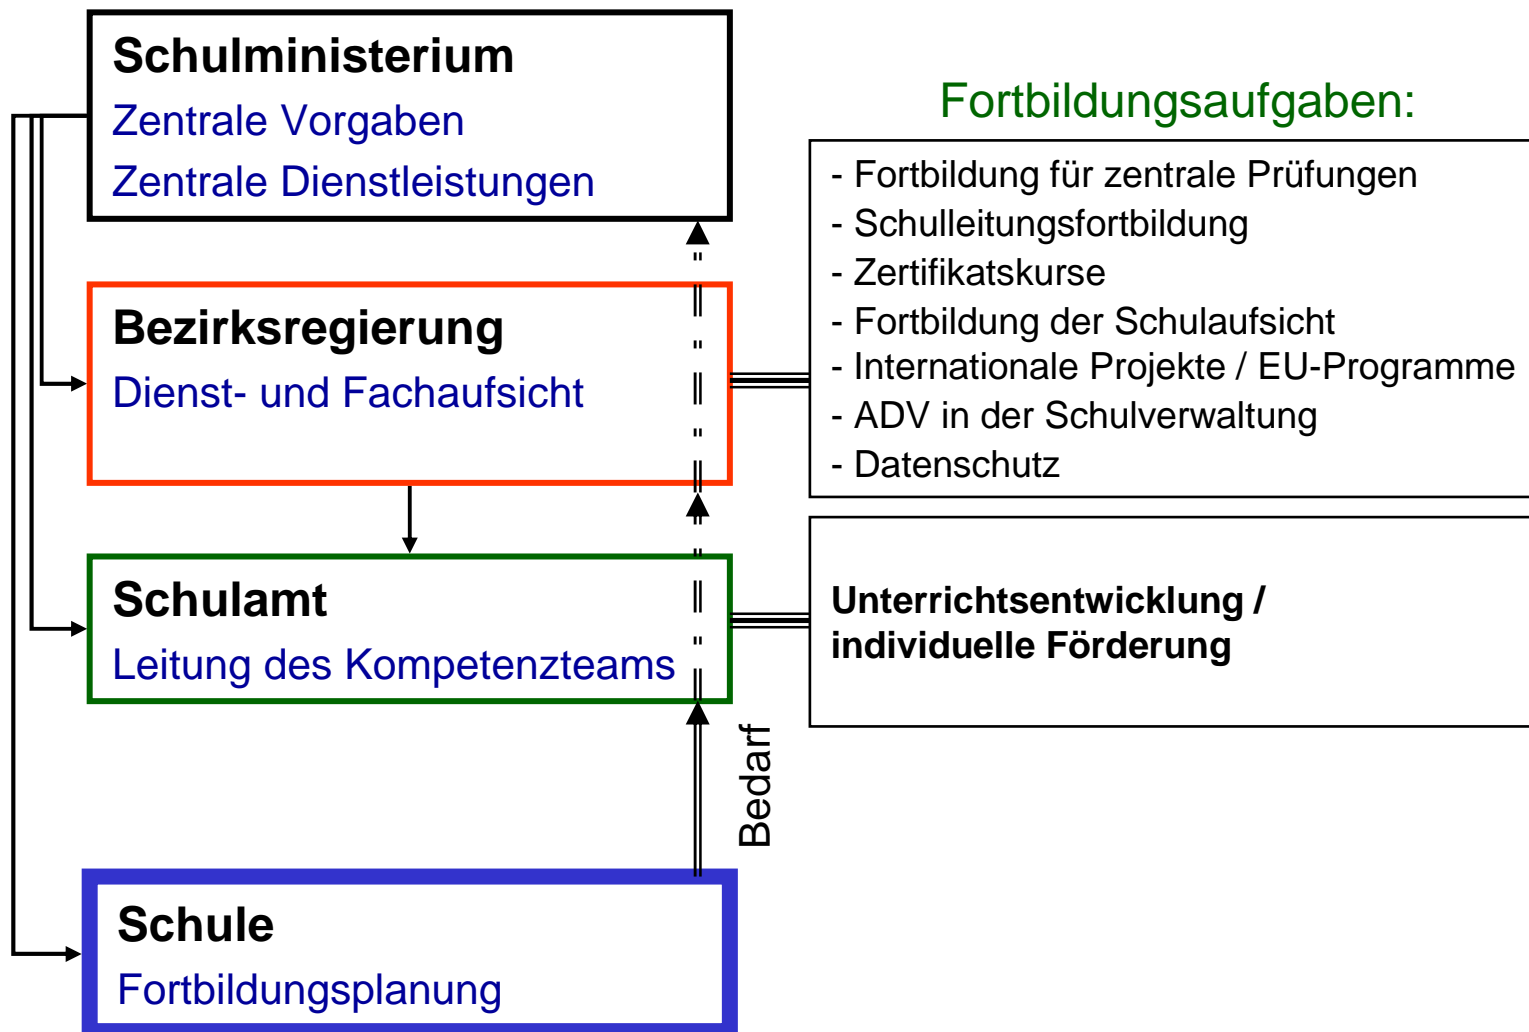 Schulministerium
Zentrale Vorgaben
Zentrale Dienstleistungen
Fortbildungsaufgaben:
- Fortbildung für zentrale Prüfungen
- Schulleitungsfortbildung
- Zertifikatskurse
- Fortbildung der Schulaufsicht
- Internationale Projekte / EU-Programme
- ADV in der Schulverwaltung
- Datenschutz
Bezirksregierung
Dienst- und Fachaufsicht
Schulamt
Leitung des Kompetenzteams
Unterrichtsentwicklung /
individuelle Förderung
Bedarf
Schule
Fortbildungsplanung